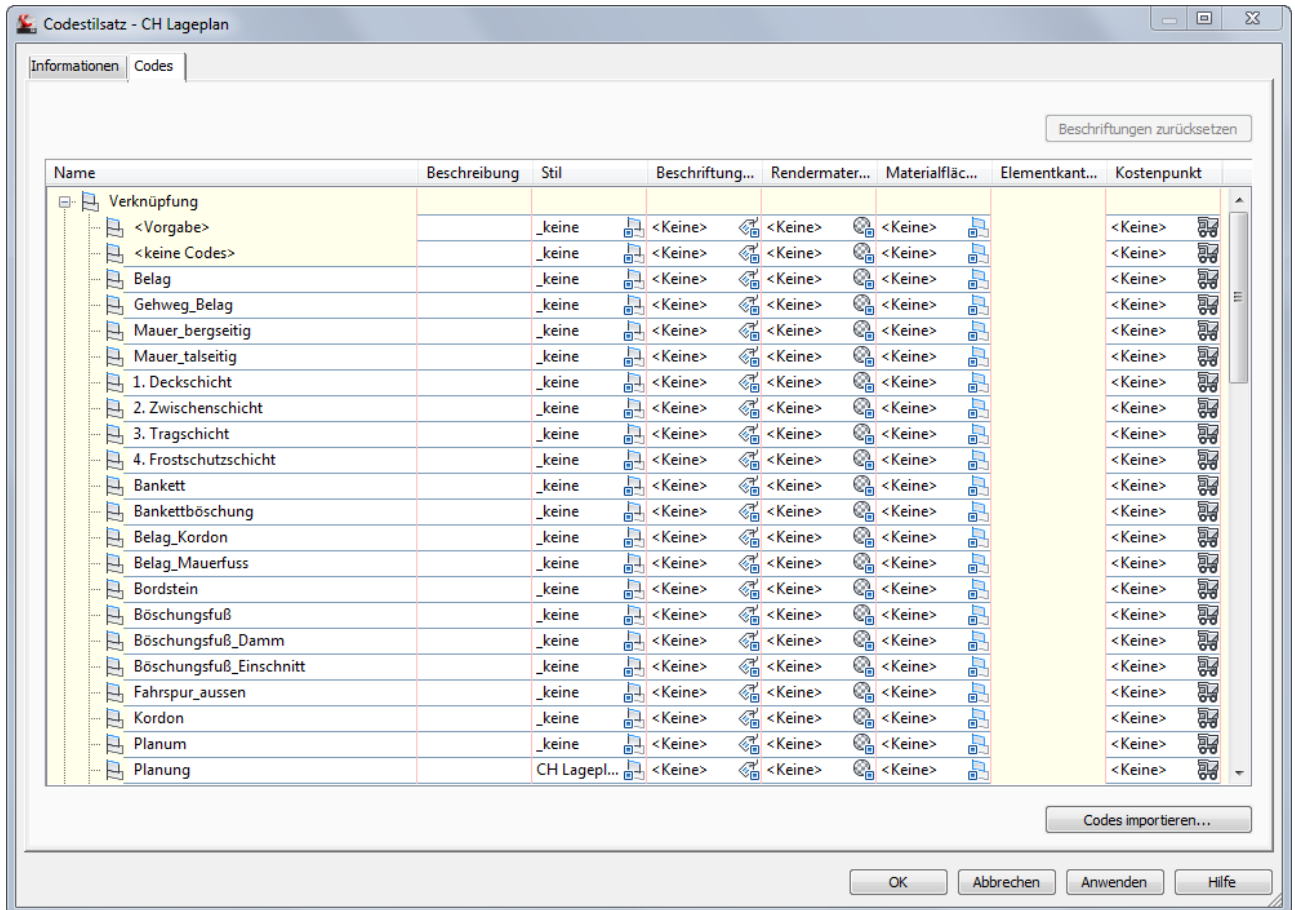 Codestilsatz - CH Lageplan
Informationen Codes
Beschriftungen zurücksetzen
Name Beschreibung Stil Beschriftung... Rendermater... Materialfläc... Elementkant... Kostenpunkt
Verknüpfung
<Vorgabe> _keine <Keine> <Keine> <Keine> <Keine>
<keine Codes> _keine <Keine> <Keine> <Keine> <Keine>
Belag _keine <Keine> <Keine> <Keine> <Keine>
Gehweg_Belag _keine <Keine> <Keine> <Keine> <Keine>
Mauer_bergseitig _keine <Keine> <Keine> <Keine> <Keine>
Mauer_talseitig _keine <Keine> <Keine> <Keine> <Keine>
1. Deckschicht _keine <Keine> <Keine> <Keine> <Keine>
2. Zwischenschicht _keine <Keine> <Keine> <Keine> <Keine>
3. Tragschicht _keine <Keine> <Keine> <Keine> <Keine>
4. Frostschutzschicht _keine <Keine> <Keine> <Keine> <Keine>
Bankett _keine <Keine> <Keine> <Keine> <Keine>
Bankettböschung _keine <Keine> <Keine> <Keine> <Keine>
Belag_Kordon _keine <Keine> <Keine> <Keine> <Keine>
Belag_Mauerfuss _keine <Keine> <Keine> <Keine> <Keine>
Bordstein _keine <Keine> <Keine> <Keine> <Keine>
Böschungsfuß _keine <Keine> <Keine> <Keine> <Keine>
Böschungsfuß_Damm _keine <Keine> <Keine> <Keine> <Keine>
Böschungsfuß_Einschnitt _keine <Keine> <Keine> <Keine> <Keine>
Fahrspur_aussen _keine <Keine> <Keine> <Keine> <Keine>
Kordon _keine <Keine> <Keine> <Keine> <Keine>
Planum _keine <Keine> <Keine> <Keine> <Keine>
Planung CH Lagepl... <Keine> <Keine> <Keine> <Keine>
Codes importieren...
OK Abbrechen Anwenden Hilfe